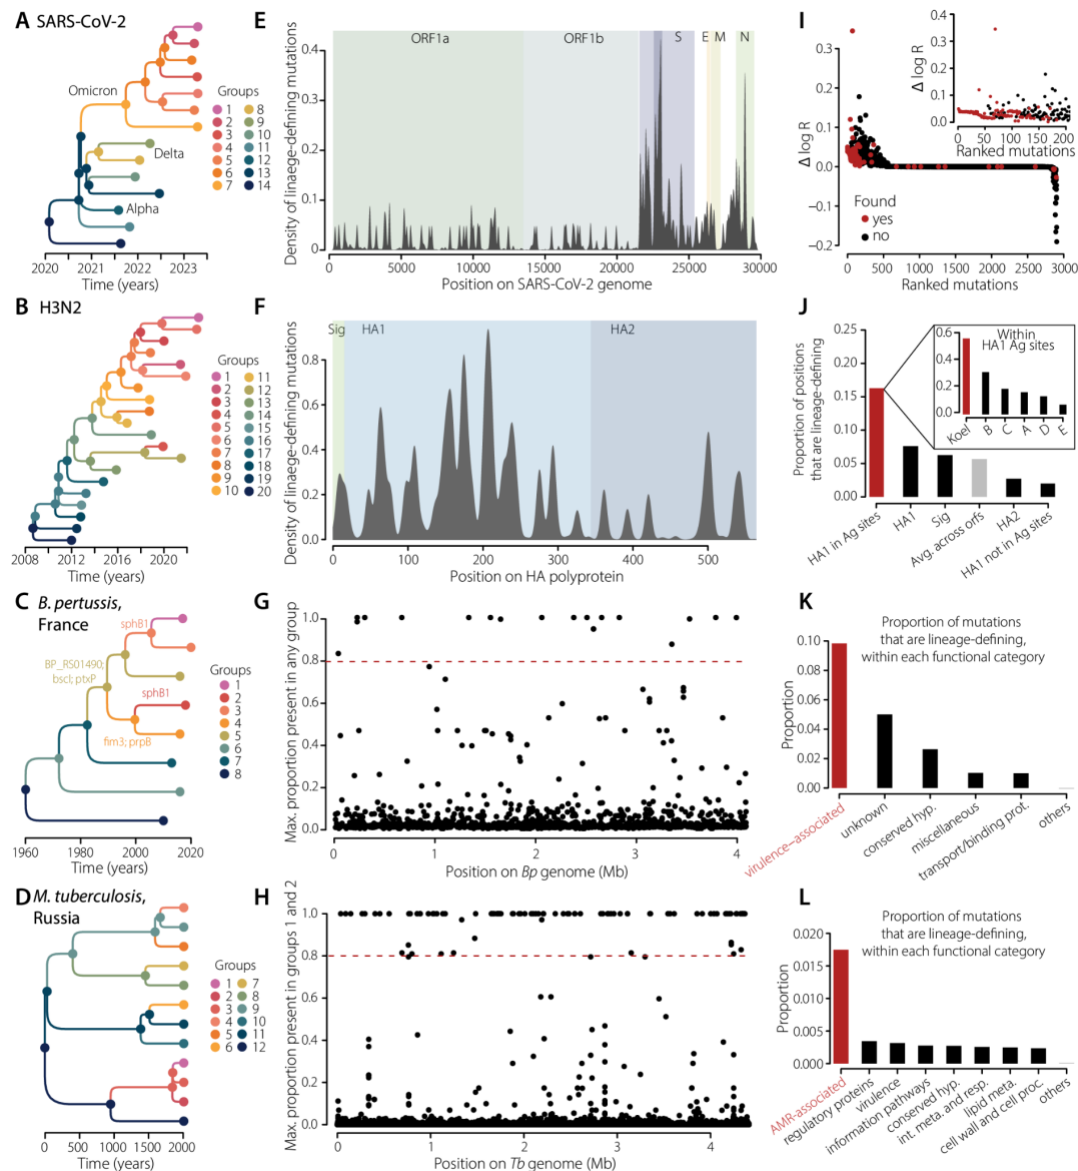 A SARS-CoV-2
Omicron
Delta
Alpha
Groups
1 8
2 9
3 10
4 11
5 12
6 13
7 14
2020 2021 2022 2023
Time (years)
E
ORF1a ORF1b S E M N
Density of linaege-defining mutations
0.4
0.3
0.2
0.1
0
0 5000 10000 15000 20000 25000 30000
Position on SARS-CoV-2 genome
I
Δ log R
0.3
0.2
0.1
0.0
−0.1
−0.2
Found
yes
no
0 500 1000 1500 2000 2500 3000
Ranked mutations
Δ log R
0.4
0.3
0.2
0.1
0.0
0 50 100 150 200
Ranked mutations
B H3N2
Groups
1 11
2 12
3 13
4 14
5 15
6 16
7 17
8 18
9 19
10 20
2008 2012 2016 2020
Time (years)
F
Sig HA1 HA2
Density of lineage-defining mutations
0.8
0.6
0.4
0.2
0.0
0 100 200 300 400 500
Position on HA polyprotein
J
Proportion of positions
that are lineage-defining
0.25
0.20
0.15
0.10
0.05
0.00
HA1 in Ag sites
HA1
Sig
Avg. across orfs
HA2
HA1 not in Ag sites
Within
HA1 Ag sites
0.6
0.4
0.2
0.0
Koel B C A D E
C B. pertussis,
France
sphB1
BP_RS01490;
bscI; ptxP
sphB1
fim3; prpB
Groups
1
2
3
4
5
6
7
8
1960 1980 2000 2020
Time (years)
G
Max. proportion present in any group
1.0
0.8
0.6
0.4
0.2
0.0
0 1 2 3 4
Position on Bp genome (Mb)
K
Proportion of mutations
that are lineage-defining,
within each functional category
Proportion
0.10
0.08
0.06
0.04
0.02
0.00
virulence−associated
unknown
conserved hyp.
miscellaneous
transport/binding prot.
others
D M. tuberculosis,
Russia
Groups
1 7
2 8
3 9
4 10
5 11
6 12
0 500 1000 1500 2000
Time (years)
H
Max. proportion present in groups 1 and 2
1.0
0.8
0.6
0.4
0.2
0.0
0 1 2 3 4
Position on Tb genome (Mb)
L
Proportion of mutations
that are lineage-defining,
within each functional category
Proportion
0.020
0.015
0.010
0.005
0.000
AMR-associated
regulatory proteins
virulence
information pathways
conserved hyp.
int. meta. and resp.
lipid meta.
cell wall and cell proc.
others